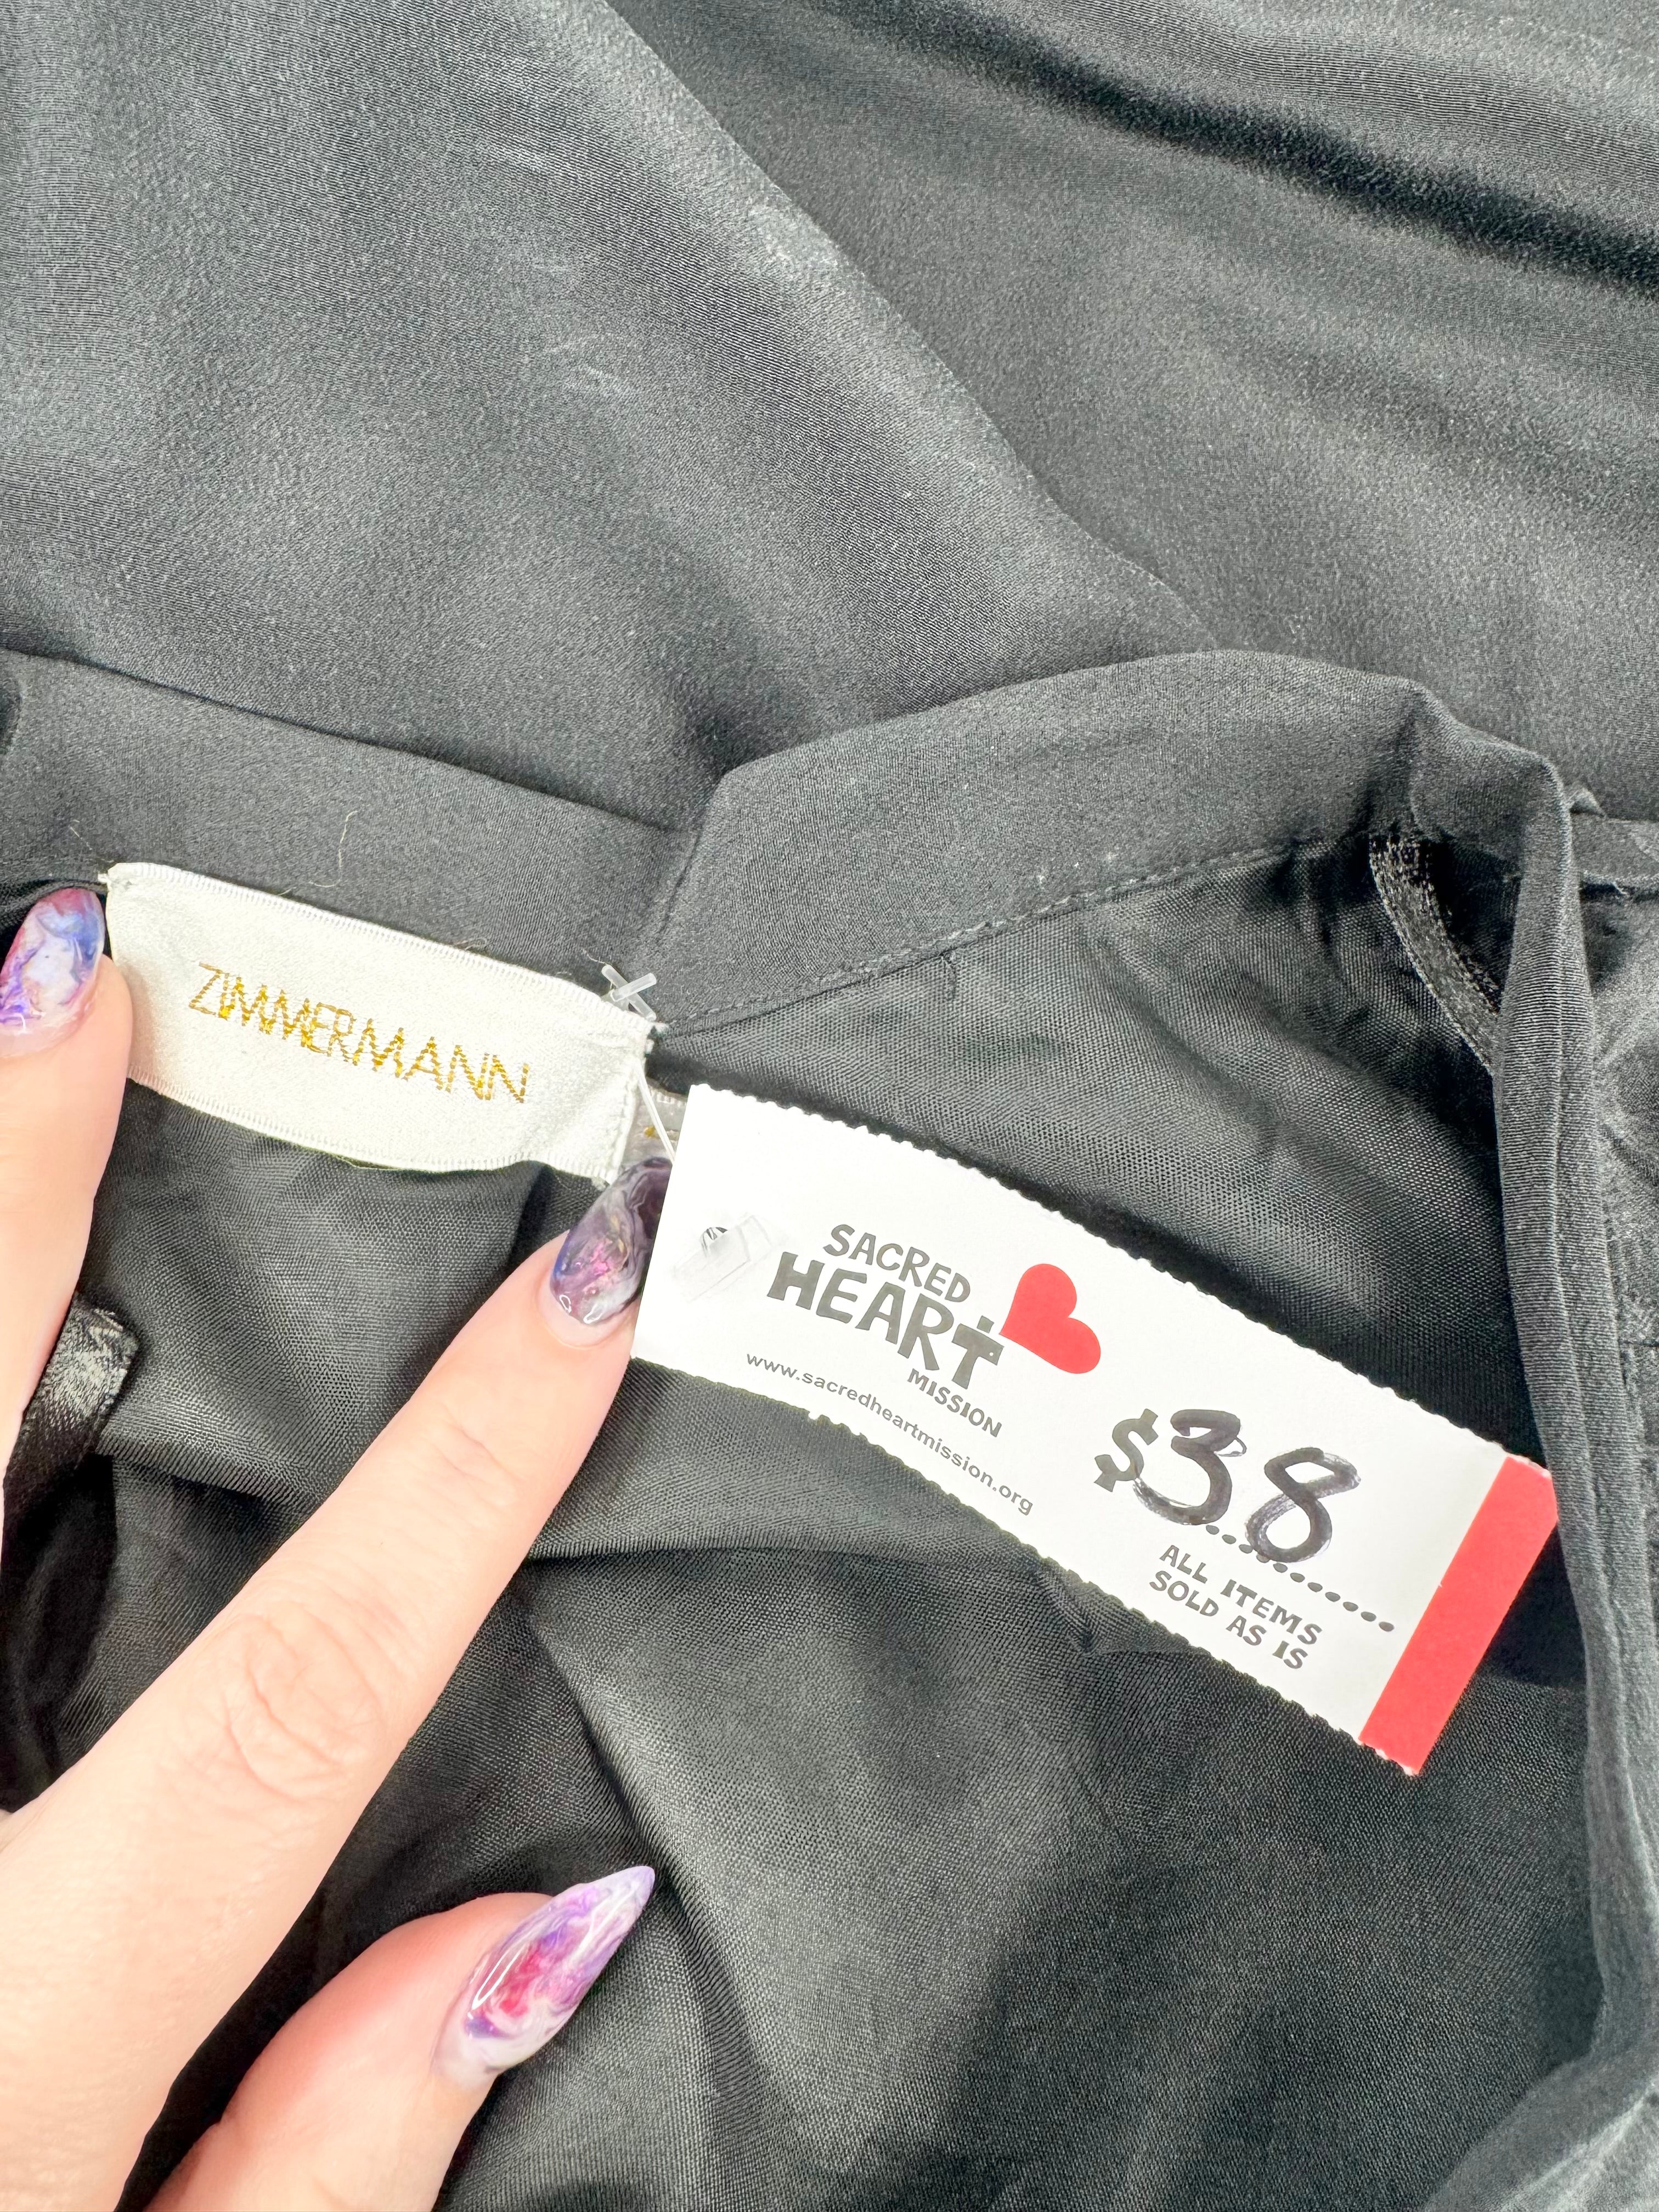 ZIMMERMANN
SACRED
HEART
MISSION
www.sacredheartmission.org
$38
ALL ITEMS
SOLD AS IS